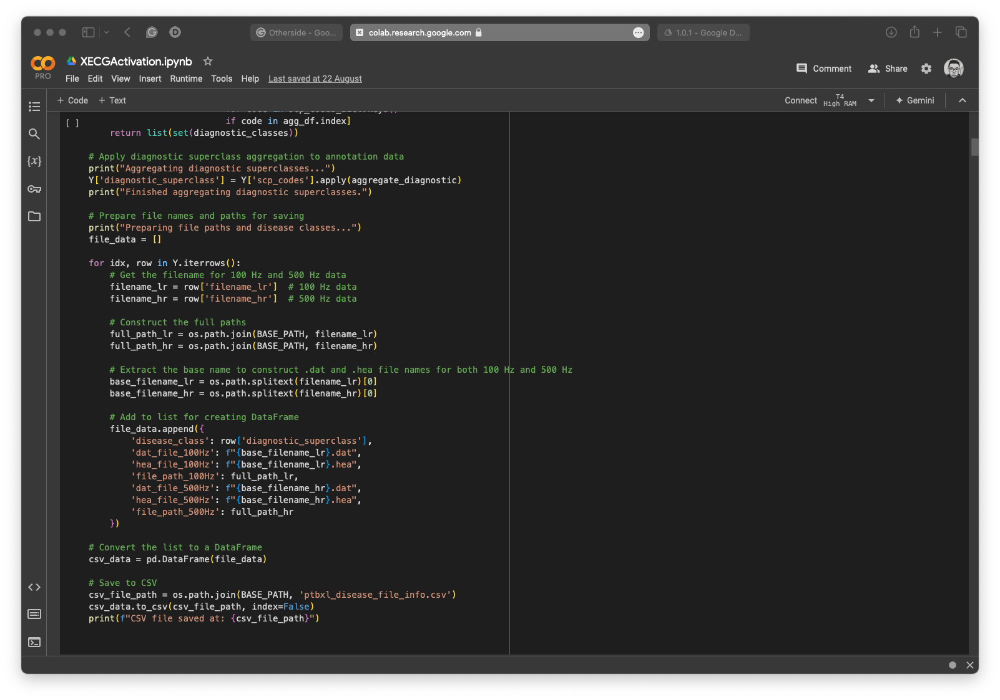 Otherside - Goo...
colab.research.google.com
1.0.1 - Google D...
CO
PRO
XECGActivation.ipynb
Comment
Share
File Edit View Insert Runtime Tools Help Last saved at 22 August
+ Code + Text
Connect
T4
High RAM
Gemini
[ ]
if code in agg_df.index]
return list(set(diagnostic_classes))
# Apply diagnostic superclass aggregation to annotation data
print("Aggregating diagnostic superclasses...")
Y['diagnostic_superclass'] = Y['scp_codes'].apply(aggregate_diagnostic)
print("Finished aggregating diagnostic superclasses.")
# Prepare file names and paths for saving
print("Preparing file paths and disease classes...")
file_data = []
for idx, row in Y.iterrows():
# Get the filename for 100 Hz and 500 Hz data
filename_lr = row['filename_lr']  # 100 Hz data
filename_hr = row['filename_hr']  # 500 Hz data
# Construct the full paths
full_path_lr = os.path.join(BASE_PATH, filename_lr)
full_path_hr = os.path.join(BASE_PATH, filename_hr)
# Extract the base name to construct .dat and .hea file names for both 100 Hz and 500 Hz
base_filename_lr = os.path.splitext(filename_lr)[0]
base_filename_hr = os.path.splitext(filename_hr)[0]
# Add to list for creating DataFrame
file_data.append({
'disease_class': row['diagnostic_superclass'],
'dat_file_100Hz': f"{base_filename_lr}.dat",
'hea_file_100Hz': f"{base_filename_lr}.hea",
'file_path_100Hz': full_path_lr,
'dat_file_500Hz': f"{base_filename_hr}.dat",
'hea_file_500Hz': f"{base_filename_hr}.hea",
'file_path_500Hz': full_path_hr
})
# Convert the list to a DataFrame
csv_data = pd.DataFrame(file_data)
# Save to CSV
csv_file_path = os.path.join(BASE_PATH, 'ptbxl_disease_file_info.csv')
csv_data.to_csv(csv_file_path, index=False)
print(f"CSV file saved at: {csv_file_path}")